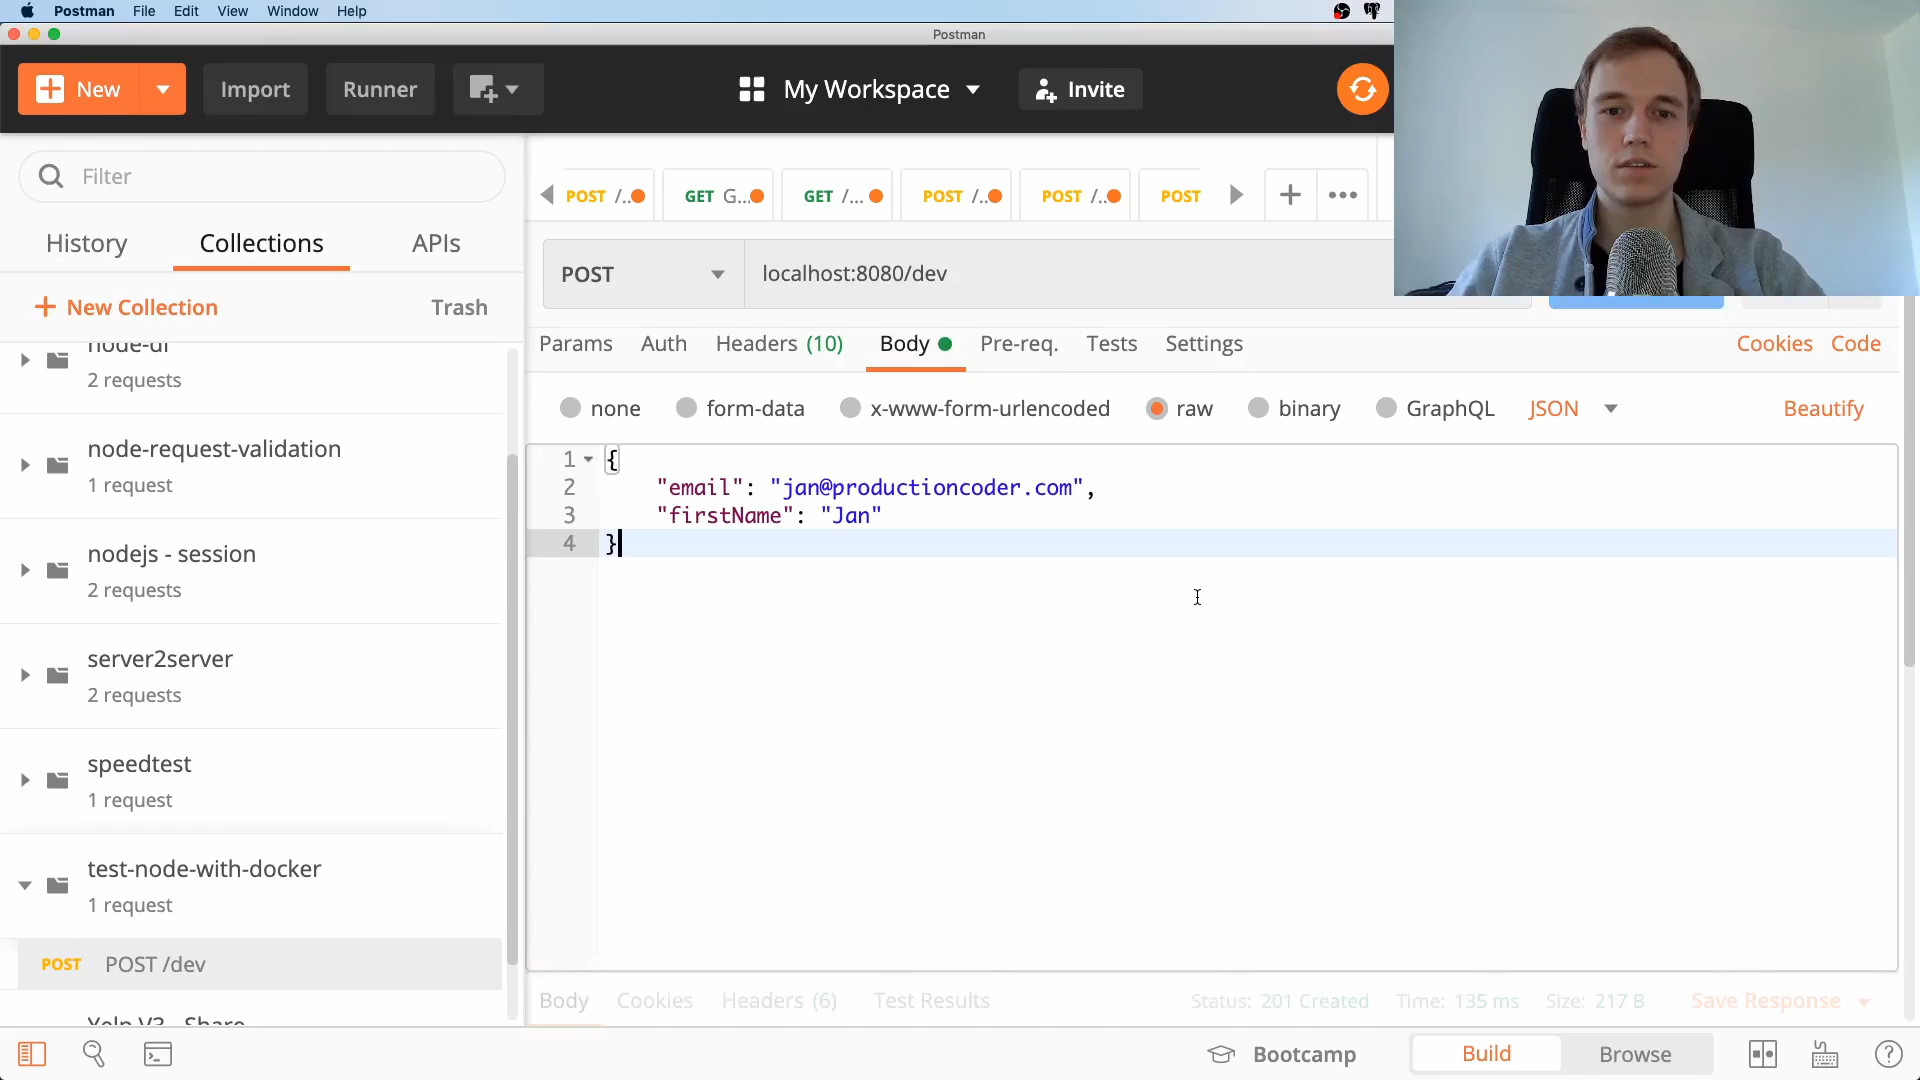 Postman File Edit View Window Help
Postman
New Import Runner My Workspace Invite
Filter
History Collections APIs
New Collection Trash
node-di
2 requests
node-request-validation
1 request
nodejs - session
2 requests
server2server
2 requests
speedtest
1 request
test-node-with-docker
1 request
POST POST /dev
Yelp V3 - Share
POST /.. GET G... GET /... POST /.. POST /.. POST
POST localhost:8080/dev
Params Auth Headers (10) Body Pre-req. Tests Settings Cookies Code
none form-data x-www-form-urlencoded raw binary GraphQL JSON Beautify
1 {
2 "email": "jan@productioncoder.com",
3 "firstName": "Jan"
4 }
Body Cookies Headers (6) Test Results Status: 201 Created Time: 135 ms Size: 217 B Save Response
Bootcamp Build Browse